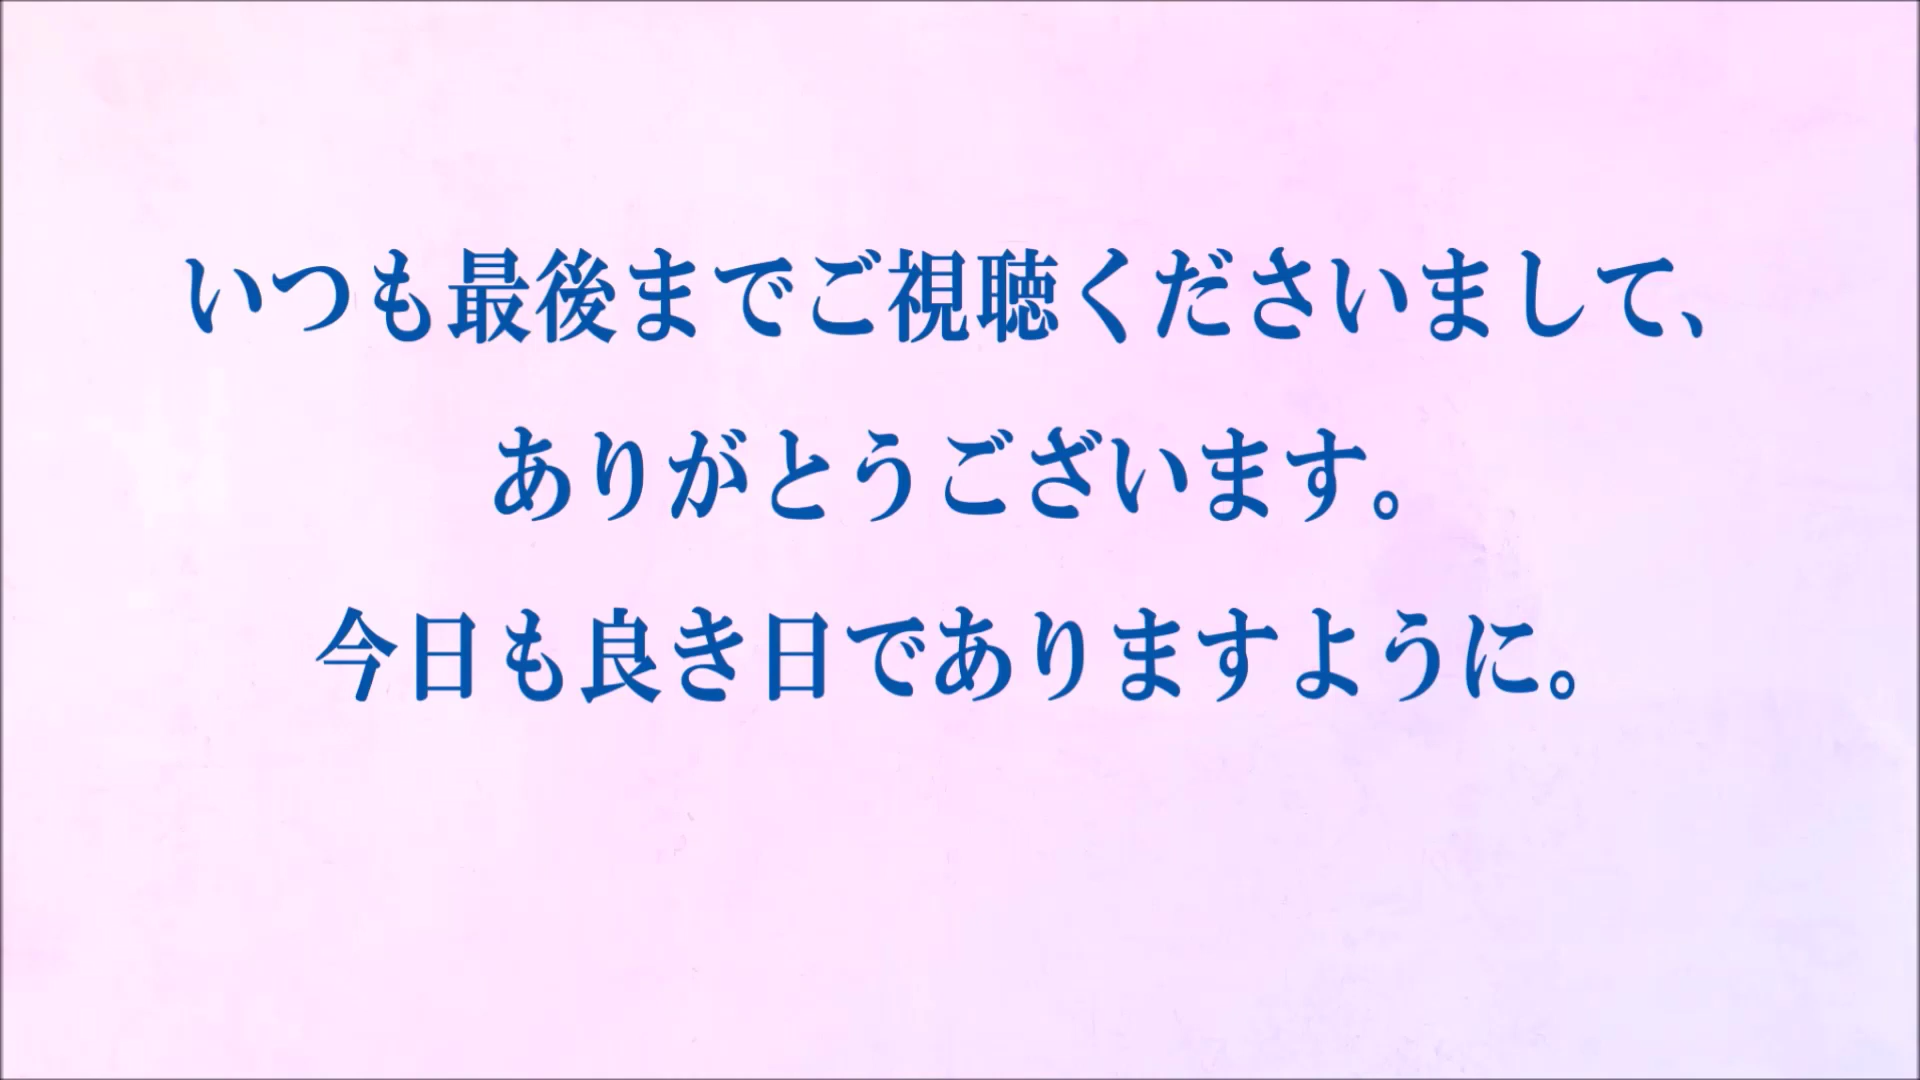 いつも最後までご視聴くださいまして、
ありがとうございます。
今日も良き日でありますように。